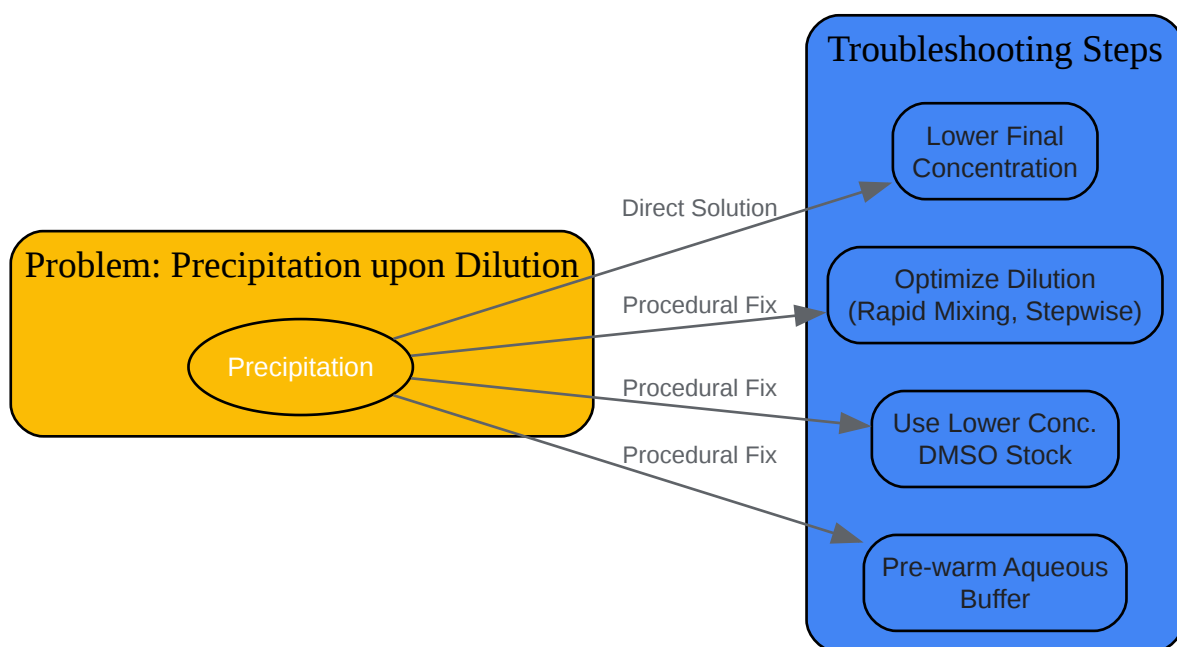 Troubleshooting Steps
Lower Final
Concentration
Direct Solution
Problem: Precipitation upon Dilution
Optimize Dilution
(Rapid Mixing, Stepwise)
Procedural Fix
Precipitation
Procedural Fix
Use Lower Conc.
DMSO Stock
Procedural Fix
Pre-warm Aqueous
Buffer